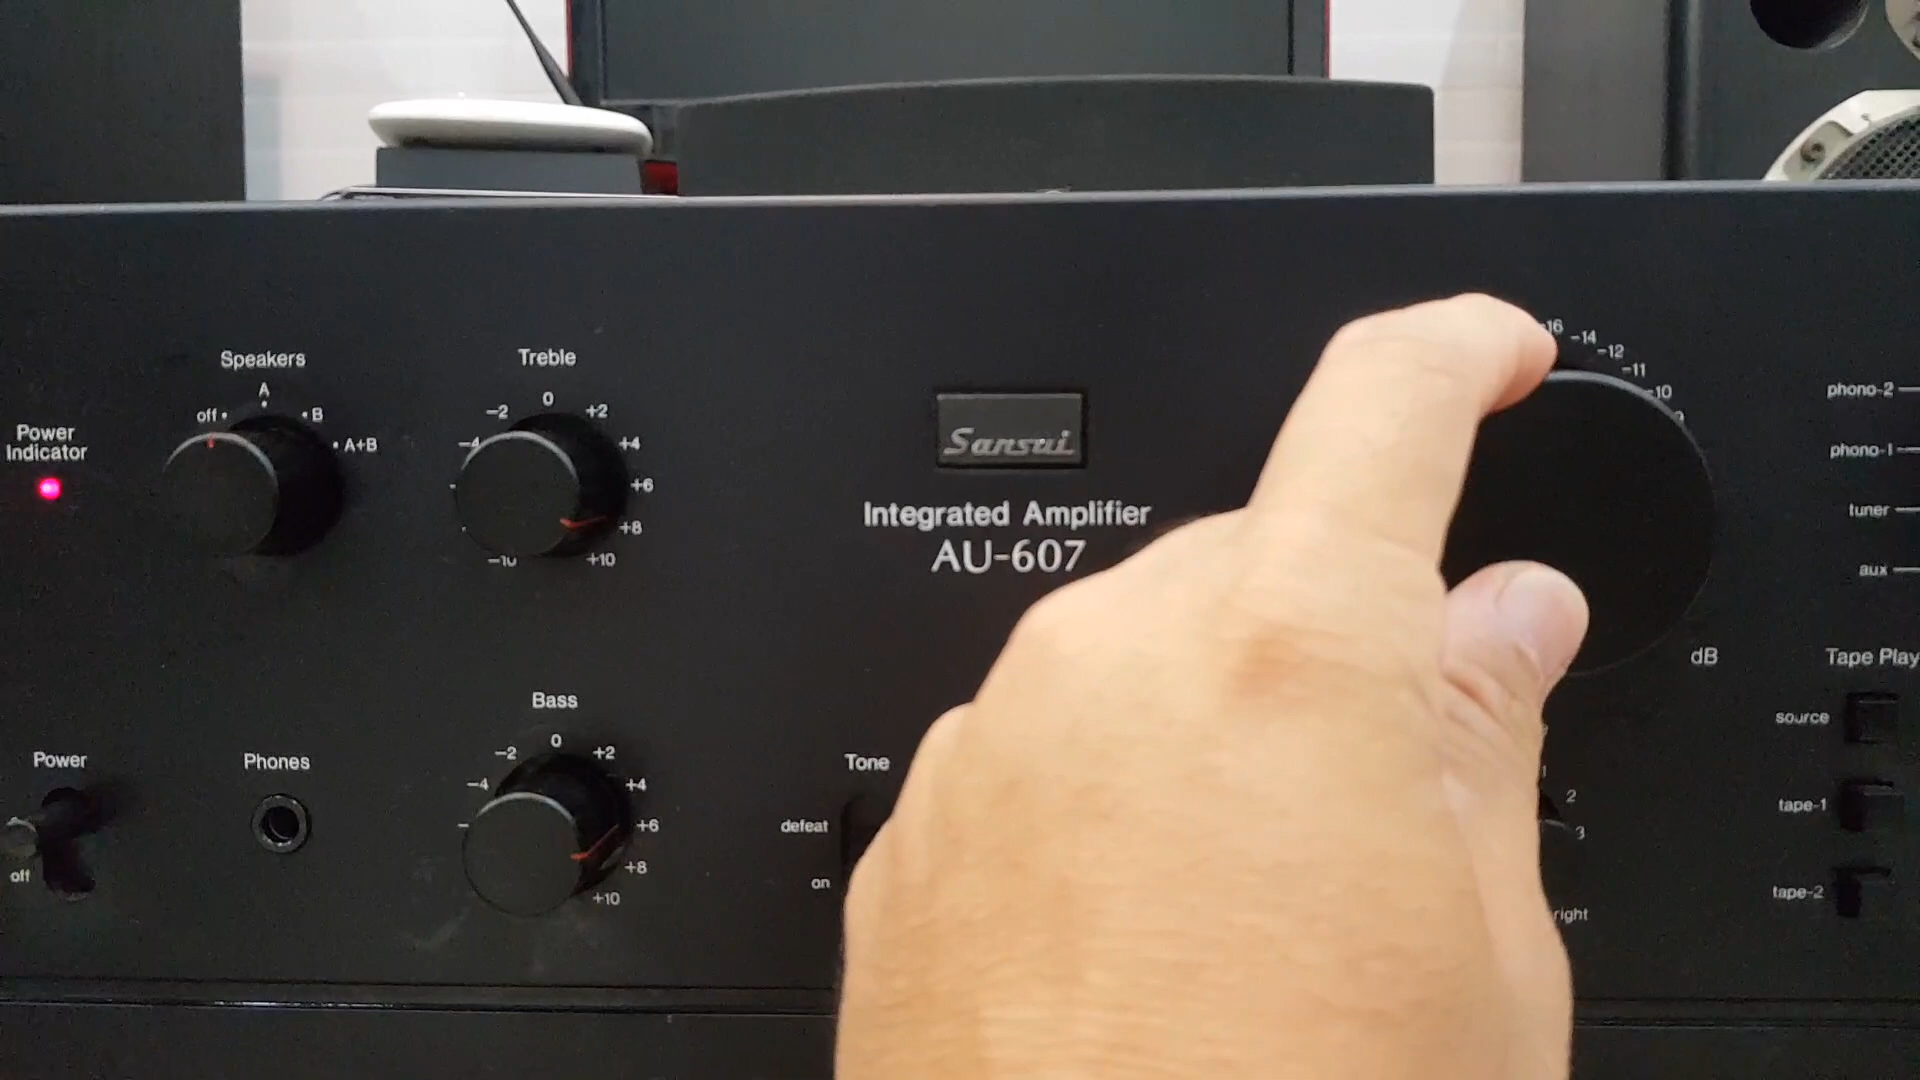 Speakers
off
A
B
A+B
Power
Indicator
Treble
-4
-2
0
+2
+4
+6
+8
+10
Sansui
Integrated Amplifier
AU-607
-14
-12
-11
-10
dB
phono-2
phono-1
tuner
aux
Power
off
Phones
Bass
-4
-2
0
+2
+4
+6
+8
+10
Tone
defeat
on
2
3
right
Tape Play
source
tape-1
tape-2